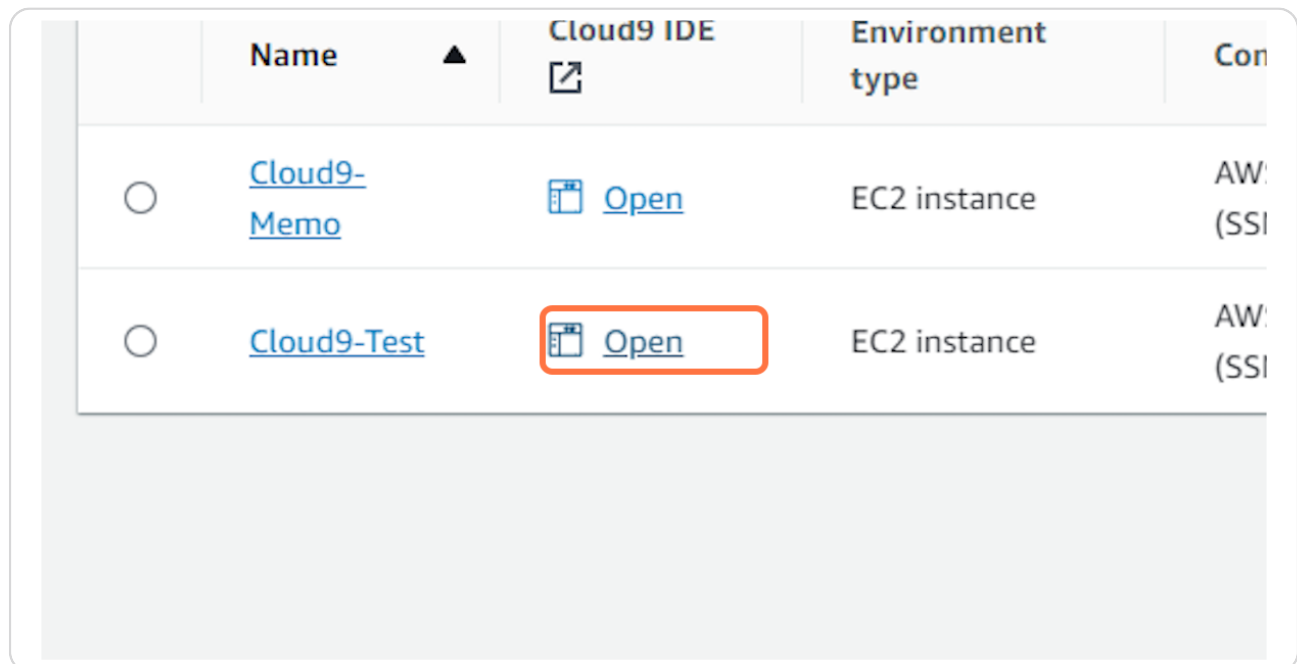 Cloud9 IDE
Environment
Name
type
Cloud9-
Memo
Open
EC2 instance
Cloud9-Test
Open
EC2 instance